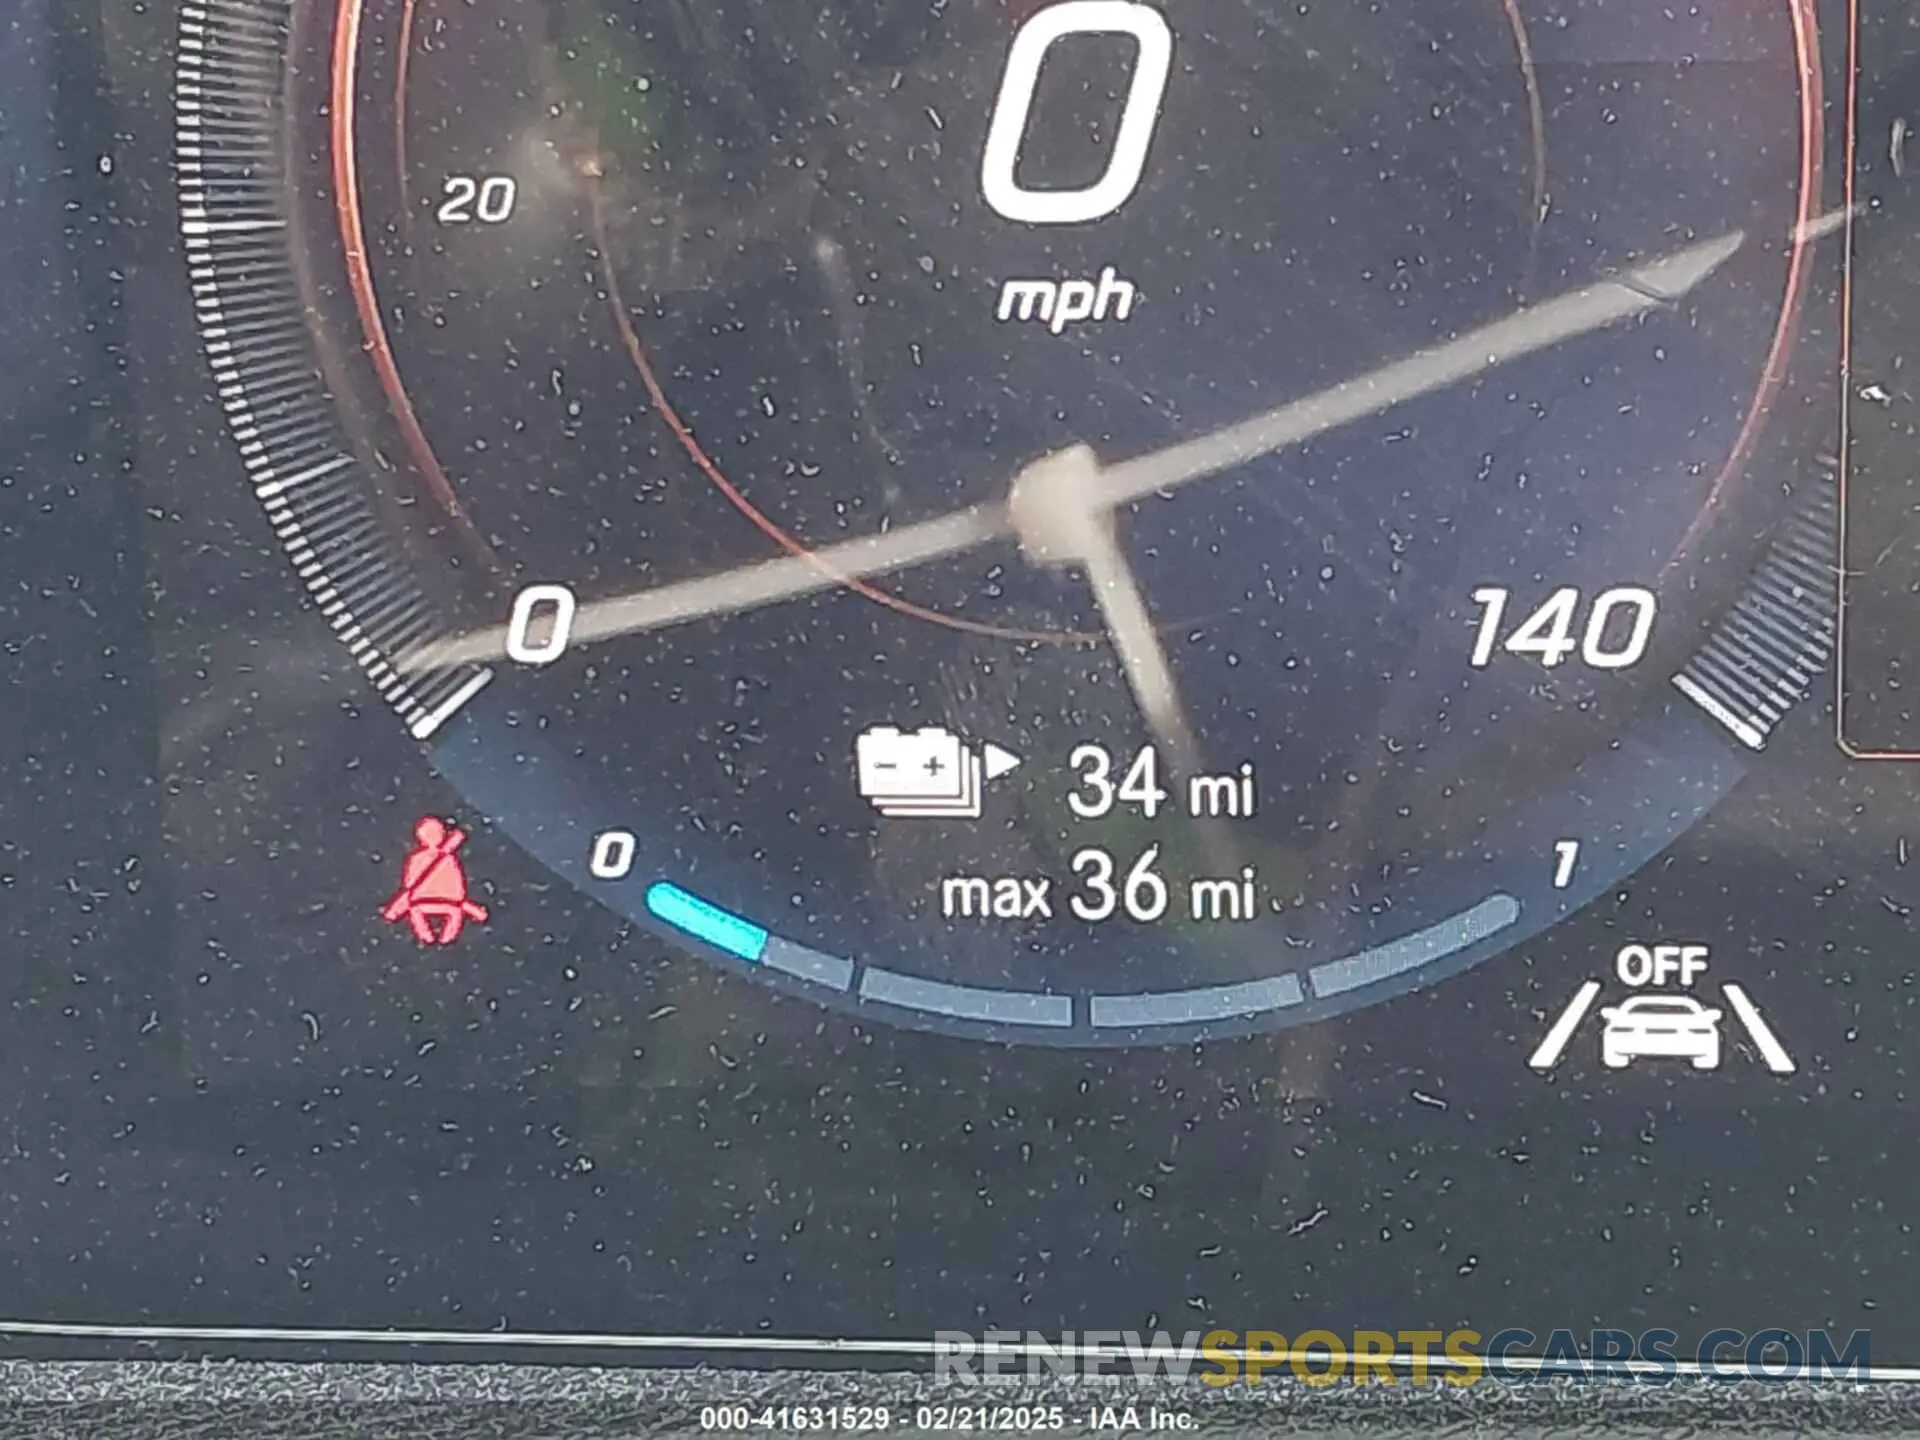 0
20
mph
0
140
34 mi
0
1
max 36 mi
OFF
RENEWSPORTSCARS.COM
000-41631529 - 02/21/2025 - IAA Inc.